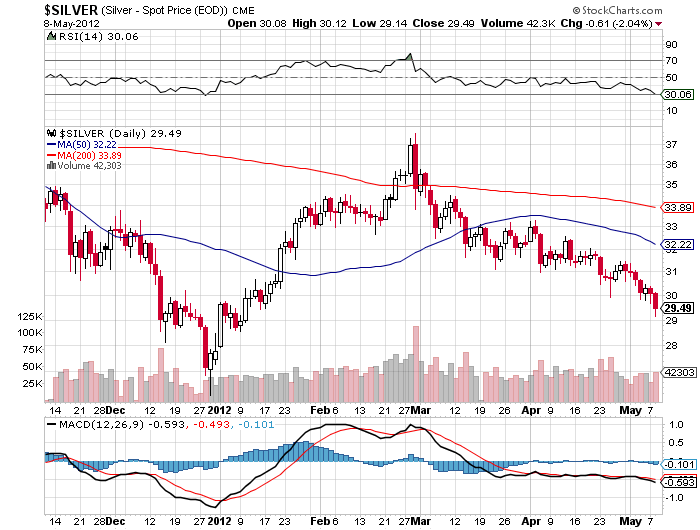 $SILVER (Silver - Spot Price (EOD)) CME © StockCharts.com
8-May-2012 Open 30.08 High 30.12 Low 29.14 Close 29.49 Volume 42.3K Chg -0.61 (-2.04%)
RSI(14) 30.06
90
70
50
30.06
10
$SILVER (Daily) 29.49
MA(50) 32.22
MA(200) 33.89
Volume 42,303
37
36
35
33.89
33
32.22
31
30
29.49
29
28
125K
100K
75K
50K
25K
42303
14 21 28 Dec 12 19 27 2012 9 17 23 Feb 6 13 21 27 Mar 12 19 26 Apr 9 16 23 May 7
MACD(12,26,9) -0.593, -0.493, -0.101
1.0
0.5
-0.101
-0.593
-1.0
14 21 28 Dec 12 19 27 2012 9 17 23 Feb 6 13 21 27 Mar 12 19 26 Apr 9 16 23 May 7